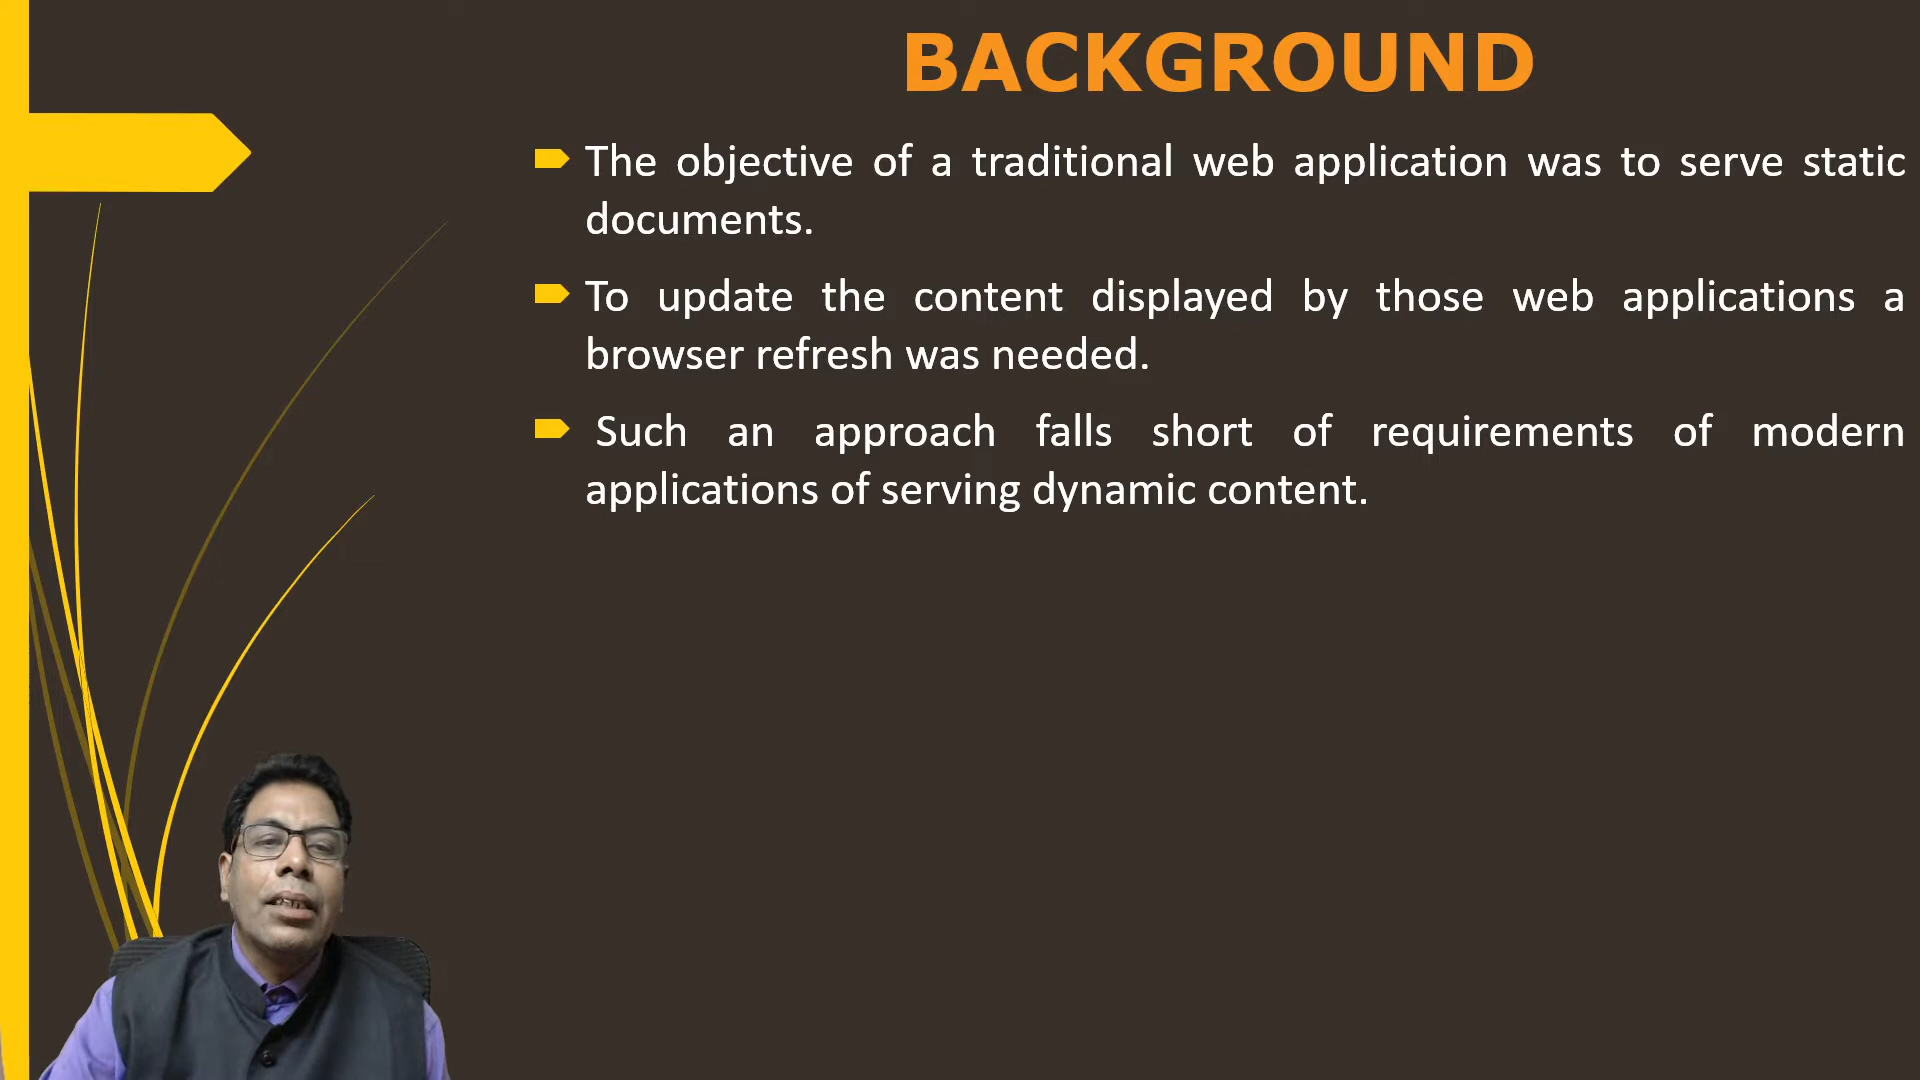 BACKGROUND
The objective of a traditional web application was to serve static
documents.
To update the content displayed by those web applications a
browser refresh was needed.
Such an approach falls short of requirements of modern
applications of serving dynamic content.